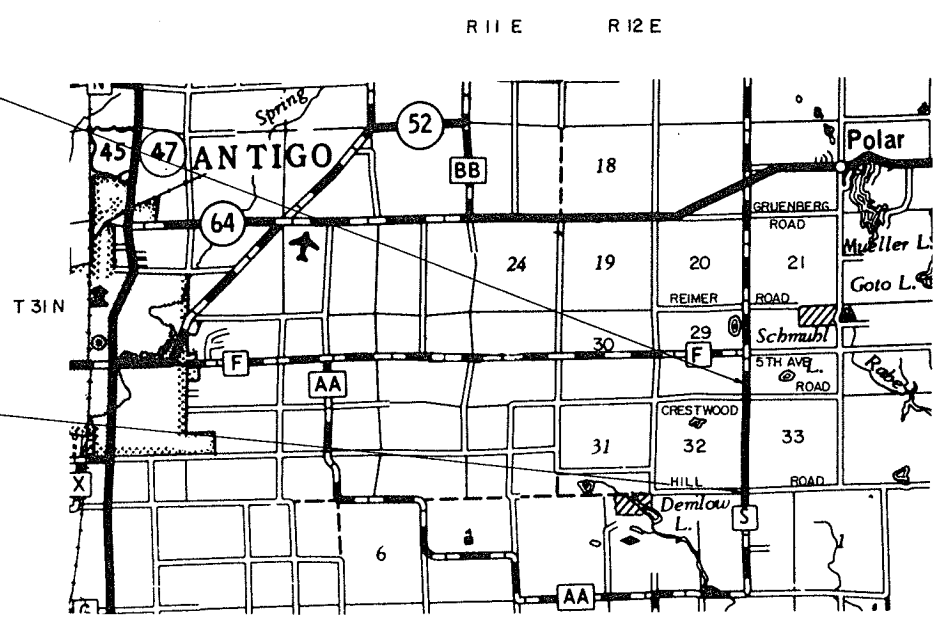 R 11 E R 12 E
N
Spring
52
45 47 ANTIGO
BB
18
Polar
64
GRUENBERG
ROAD
Mueller L.
24 19 20 21
Goto L.
T 31 N
REIMER ROAD
29
Schmuhl
L.
30
F F
5TH AVE
ROAD
Rabe
AA
CRESTWOOD
31 32 33
X
HILL ROAD
Demlow
L.
S
6
1
AA
G